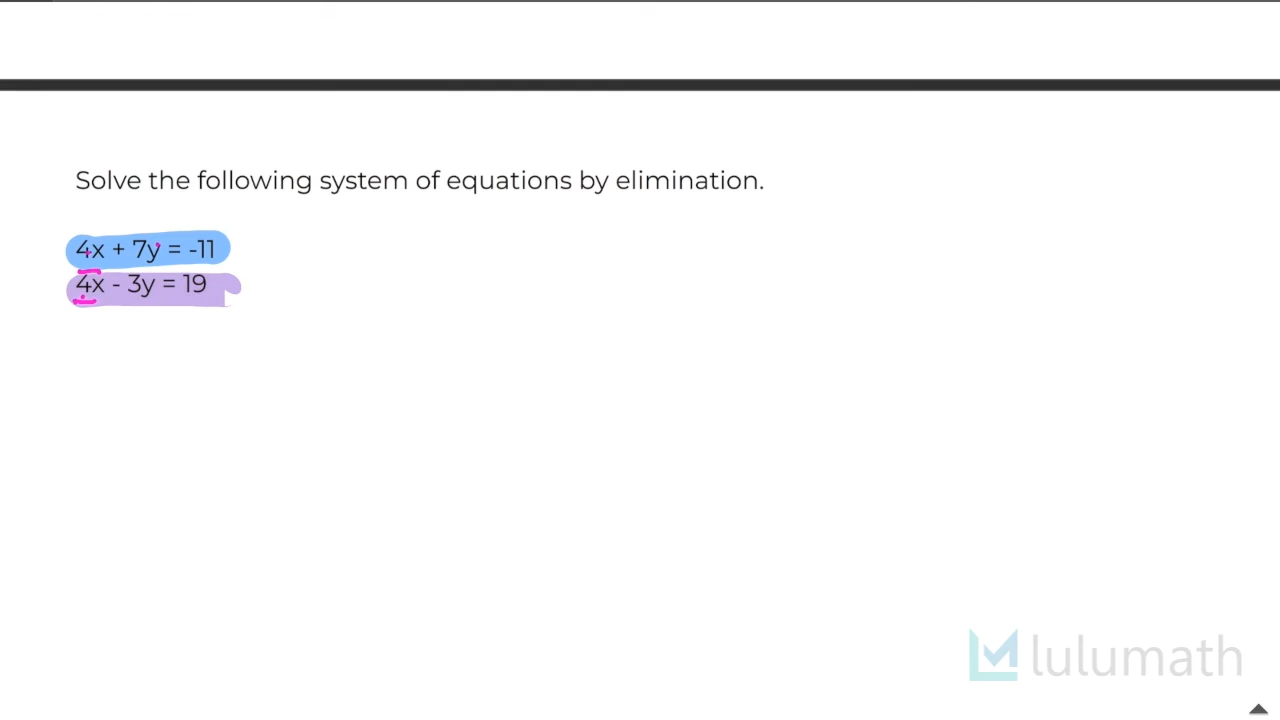 Solve the following system of equations by elimination.
4x + 7y = -11
4x - 3y = 19
lulumath